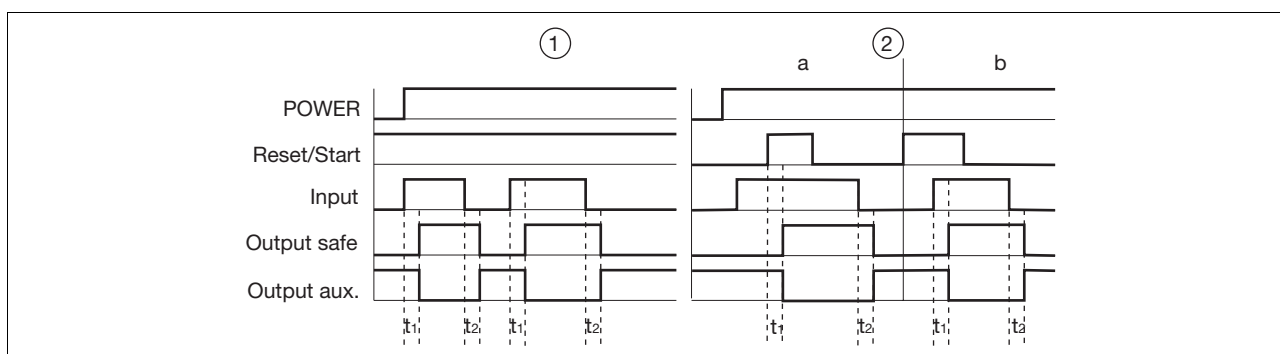 ① ②
a b
POWER
Reset/Start
Input
Output safe
Output aux.
t1 t2 t1 t2 t1 t2 t1 t2